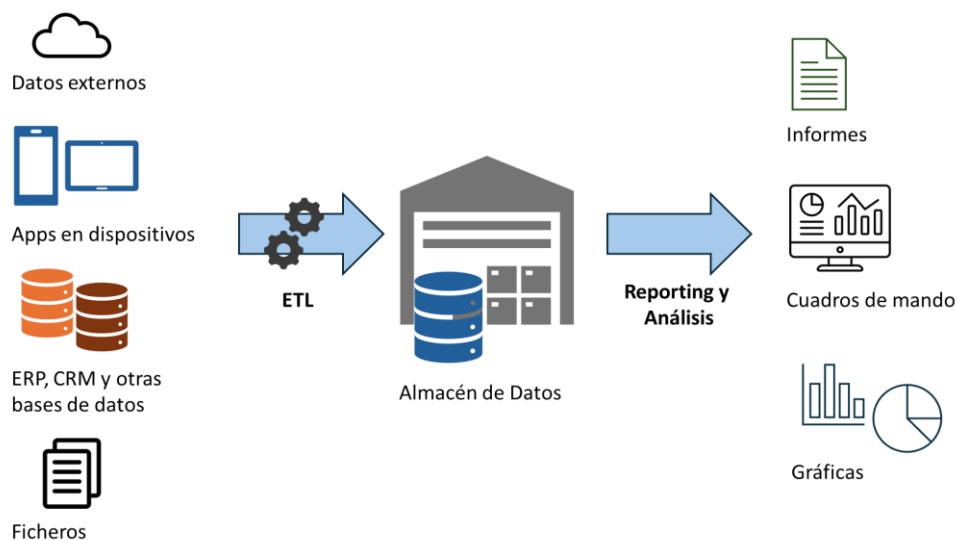 Datos externos
Apps en dispositivos
ERP, CRM y otras
bases de datos
Ficheros
ETL
Almacén de Datos
Reporting y
Análisis
Informes
Cuadros de mando
Gráficas